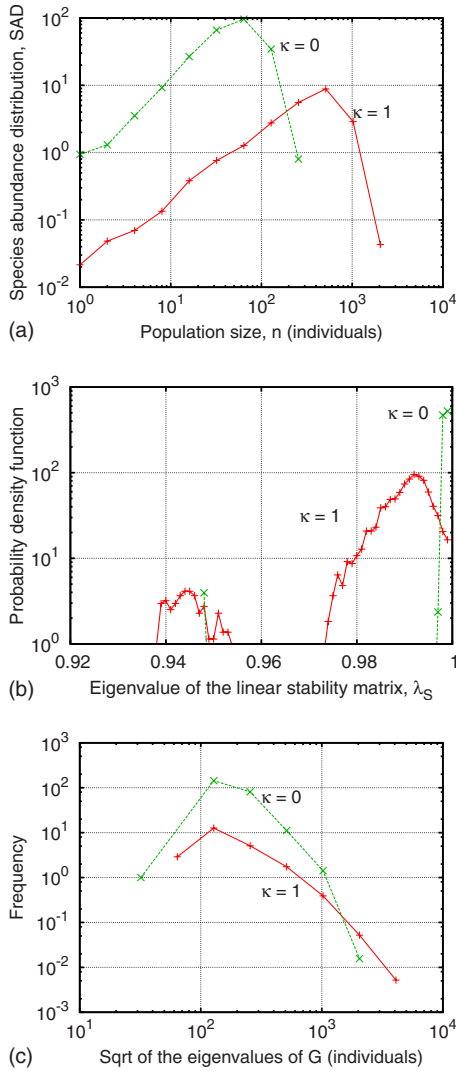 Species abundance distribution, SAD
10^2
10^1
10^0
10^-1
10^-2
κ = 0
κ = 1
10^0 10^1 10^2 10^3 10^4
(a) Population size, n (individuals)
Probability density function
10^3
10^2
10^1
10^0
κ = 0
κ = 1
0.92 0.94 0.96 0.98 1
(b) Eigenvalue of the linear stability matrix, λ_S
Frequency
10^3
10^2
10^1
10^0
10^-1
10^-2
10^-3
κ = 0
κ = 1
10^1 10^2 10^3 10^4
(c) Sqrt of the eigenvalues of G (individuals)